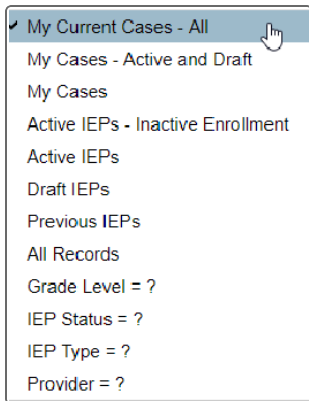 My Current Cases - All
My Cases - Active and Draft
My Cases
Active IEPs - Inactive Enrollment
Active IEPs
Draft IEPs
Previous IEPs
All Records
Grade Level = ?
IEP Status = ?
IEP Type = ?
Provider = ?